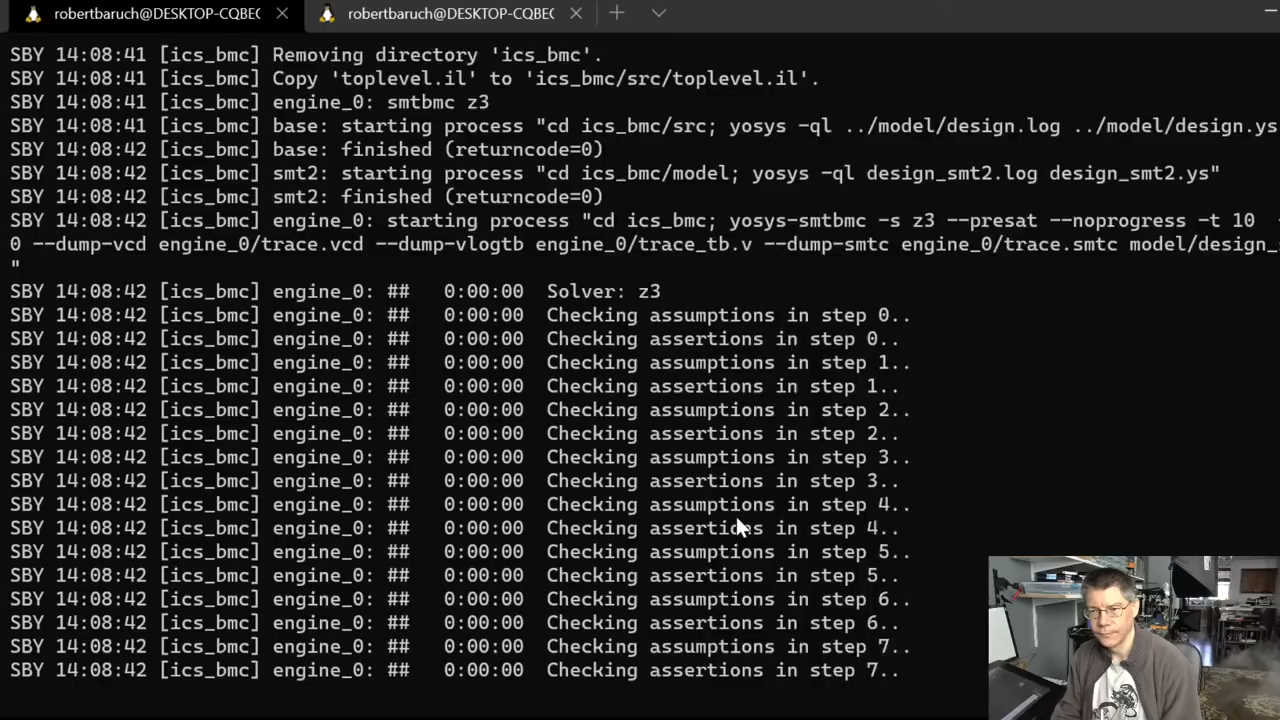 robertbaruch@DESKTOP-CQBEC robertbaruch@DESKTOP-CQBEC
SBY 14:08:41 [ics_bmc] Removing directory 'ics_bmc'.
SBY 14:08:41 [ics_bmc] Copy 'toplevel.il' to 'ics_bmc/src/toplevel.il'.
SBY 14:08:41 [ics_bmc] engine_0: smtbmc z3
SBY 14:08:41 [ics_bmc] base: starting process "cd ics_bmc/src; yosys -ql ../model/design.log ../model/design.ys
SBY 14:08:42 [ics_bmc] base: finished (returncode=0)
SBY 14:08:42 [ics_bmc] smt2: starting process "cd ics_bmc/model; yosys -ql design_smt2.log design_smt2.ys"
SBY 14:08:42 [ics_bmc] smt2: finished (returncode=0)
SBY 14:08:42 [ics_bmc] engine_0: starting process "cd ics_bmc; yosys-smtbmc -s z3 --presat --noprogress -t 10
0 --dump-vcd engine_0/trace.vcd --dump-vlogtb engine_0/trace_tb.v --dump-smtc engine_0/trace.smtc model/design_
"
SBY 14:08:42 [ics_bmc] engine_0: ## 0:00:00 Solver: z3
SBY 14:08:42 [ics_bmc] engine_0: ## 0:00:00 Checking assumptions in step 0..
SBY 14:08:42 [ics_bmc] engine_0: ## 0:00:00 Checking assertions in step 0..
SBY 14:08:42 [ics_bmc] engine_0: ## 0:00:00 Checking assumptions in step 1..
SBY 14:08:42 [ics_bmc] engine_0: ## 0:00:00 Checking assertions in step 1..
SBY 14:08:42 [ics_bmc] engine_0: ## 0:00:00 Checking assumptions in step 2..
SBY 14:08:42 [ics_bmc] engine_0: ## 0:00:00 Checking assertions in step 2..
SBY 14:08:42 [ics_bmc] engine_0: ## 0:00:00 Checking assumptions in step 3..
SBY 14:08:42 [ics_bmc] engine_0: ## 0:00:00 Checking assertions in step 3..
SBY 14:08:42 [ics_bmc] engine_0: ## 0:00:00 Checking assumptions in step 4..
SBY 14:08:42 [ics_bmc] engine_0: ## 0:00:00 Checking assertions in step 4..
SBY 14:08:42 [ics_bmc] engine_0: ## 0:00:00 Checking assumptions in step 5..
SBY 14:08:42 [ics_bmc] engine_0: ## 0:00:00 Checking assertions in step 5..
SBY 14:08:42 [ics_bmc] engine_0: ## 0:00:00 Checking assumptions in step 6..
SBY 14:08:42 [ics_bmc] engine_0: ## 0:00:00 Checking assertions in step 6..
SBY 14:08:42 [ics_bmc] engine_0: ## 0:00:00 Checking assumptions in step 7..
SBY 14:08:42 [ics_bmc] engine_0: ## 0:00:00 Checking assertions in step 7..